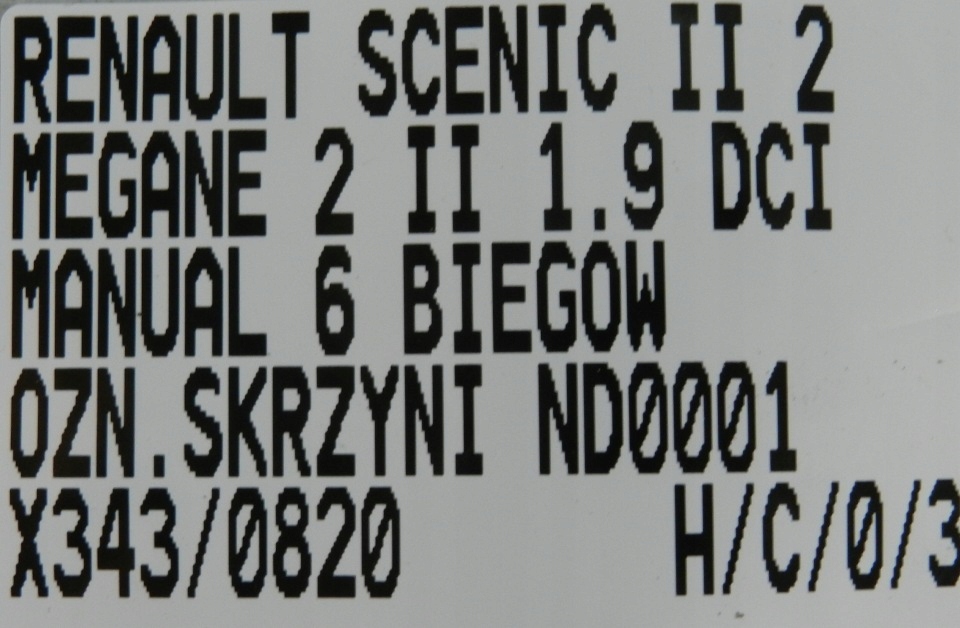 RENAULT SCENIC II 2
MEGANE 2 II 1.9 DCI
MANUAL 6 BIEGÓW
OZN.SKRZYNI ND0001
X343/0820 H/C/0/3